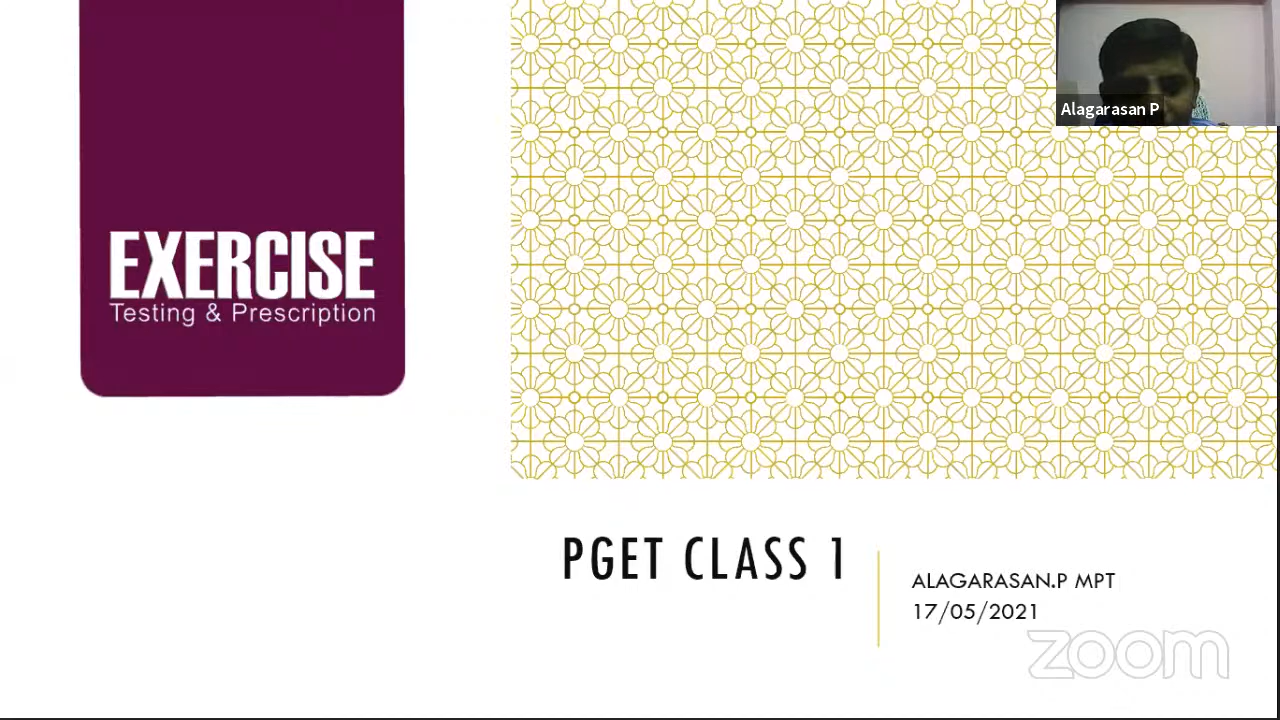 Alagarasan P
EXERCISE
Testing & Prescription
PGET CLASS 1
ALAGARASAN.P MPT
17/05/2021
zoom